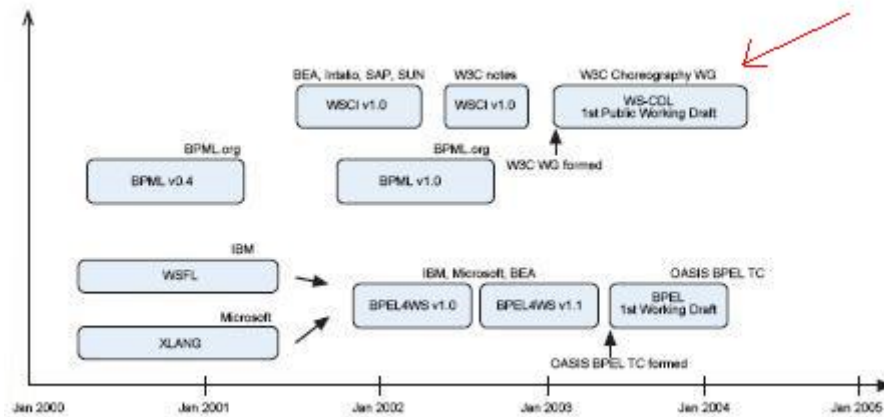 BEA, Intalio, SAP, SUN
W3C notes
W3C Choreography WG
WSCI v1.0
WSCI v1.0
WS-CDL
1st Public Working Draft
BPML.org
BPML.org
W3C WG formed
BPML v0.4
BPML v1.0
IBM
WSFL
IBM, Microsoft, BEA
OASIS BPEL TC
BPEL4WS v1.0
BPEL4WS v1.1
BPEL
1st Working Draft
Microsoft
XLANG
OASIS BPEL TC formed
Jan 2000
Jan 2001
Jan 2002
Jan 2003
Jan 2004
Jan 2005